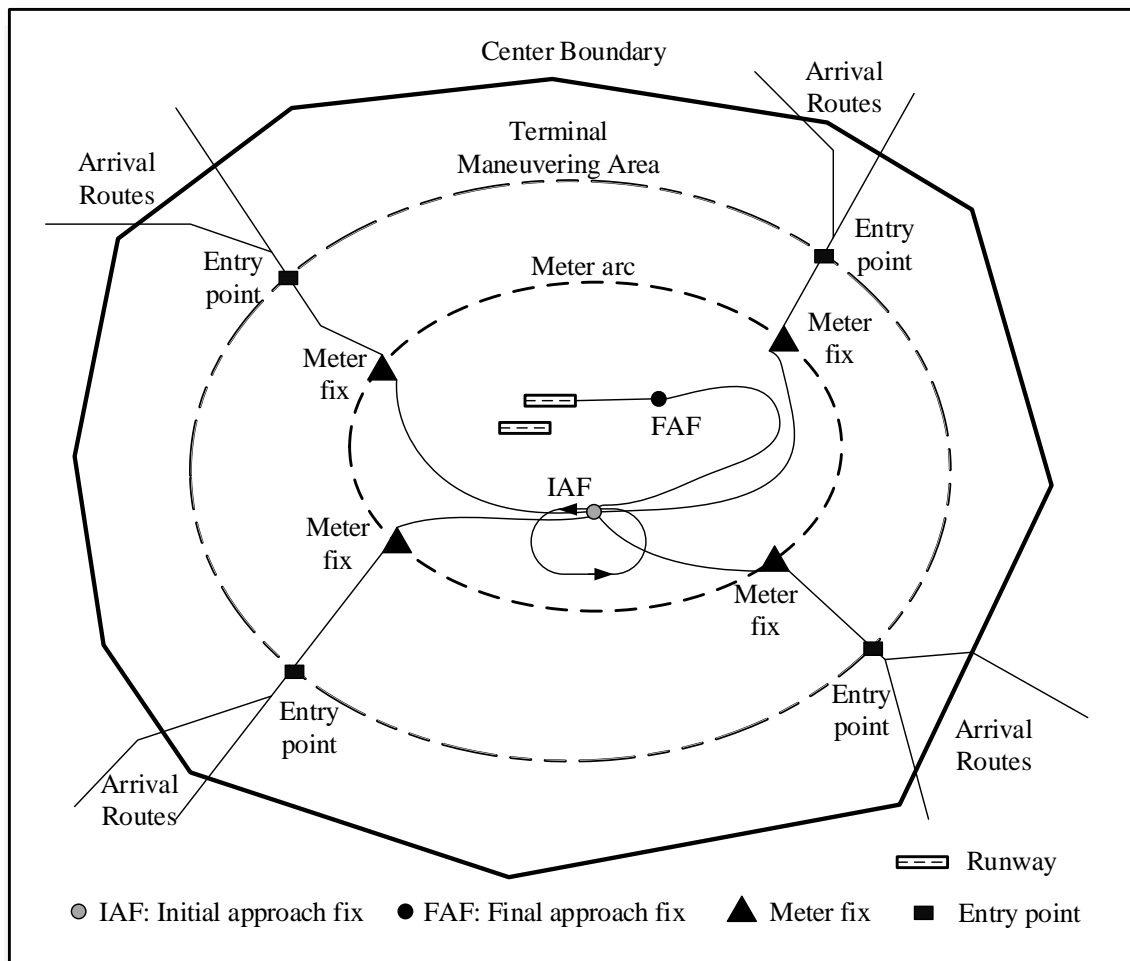 Center Boundary
Arrival
Routes
Terminal
Maneuvering Area
Arrival
Routes
Entry
point
Entry
point
Meter arc
Meter
fix
Meter
fix
FAF
IAF
Meter
fix
Meter
fix
Entry
point
Entry
point
Arrival
Routes
Arrival
Routes
Runway
IAF: Initial approach fix
FAF: Final approach fix
Meter fix
Entry point